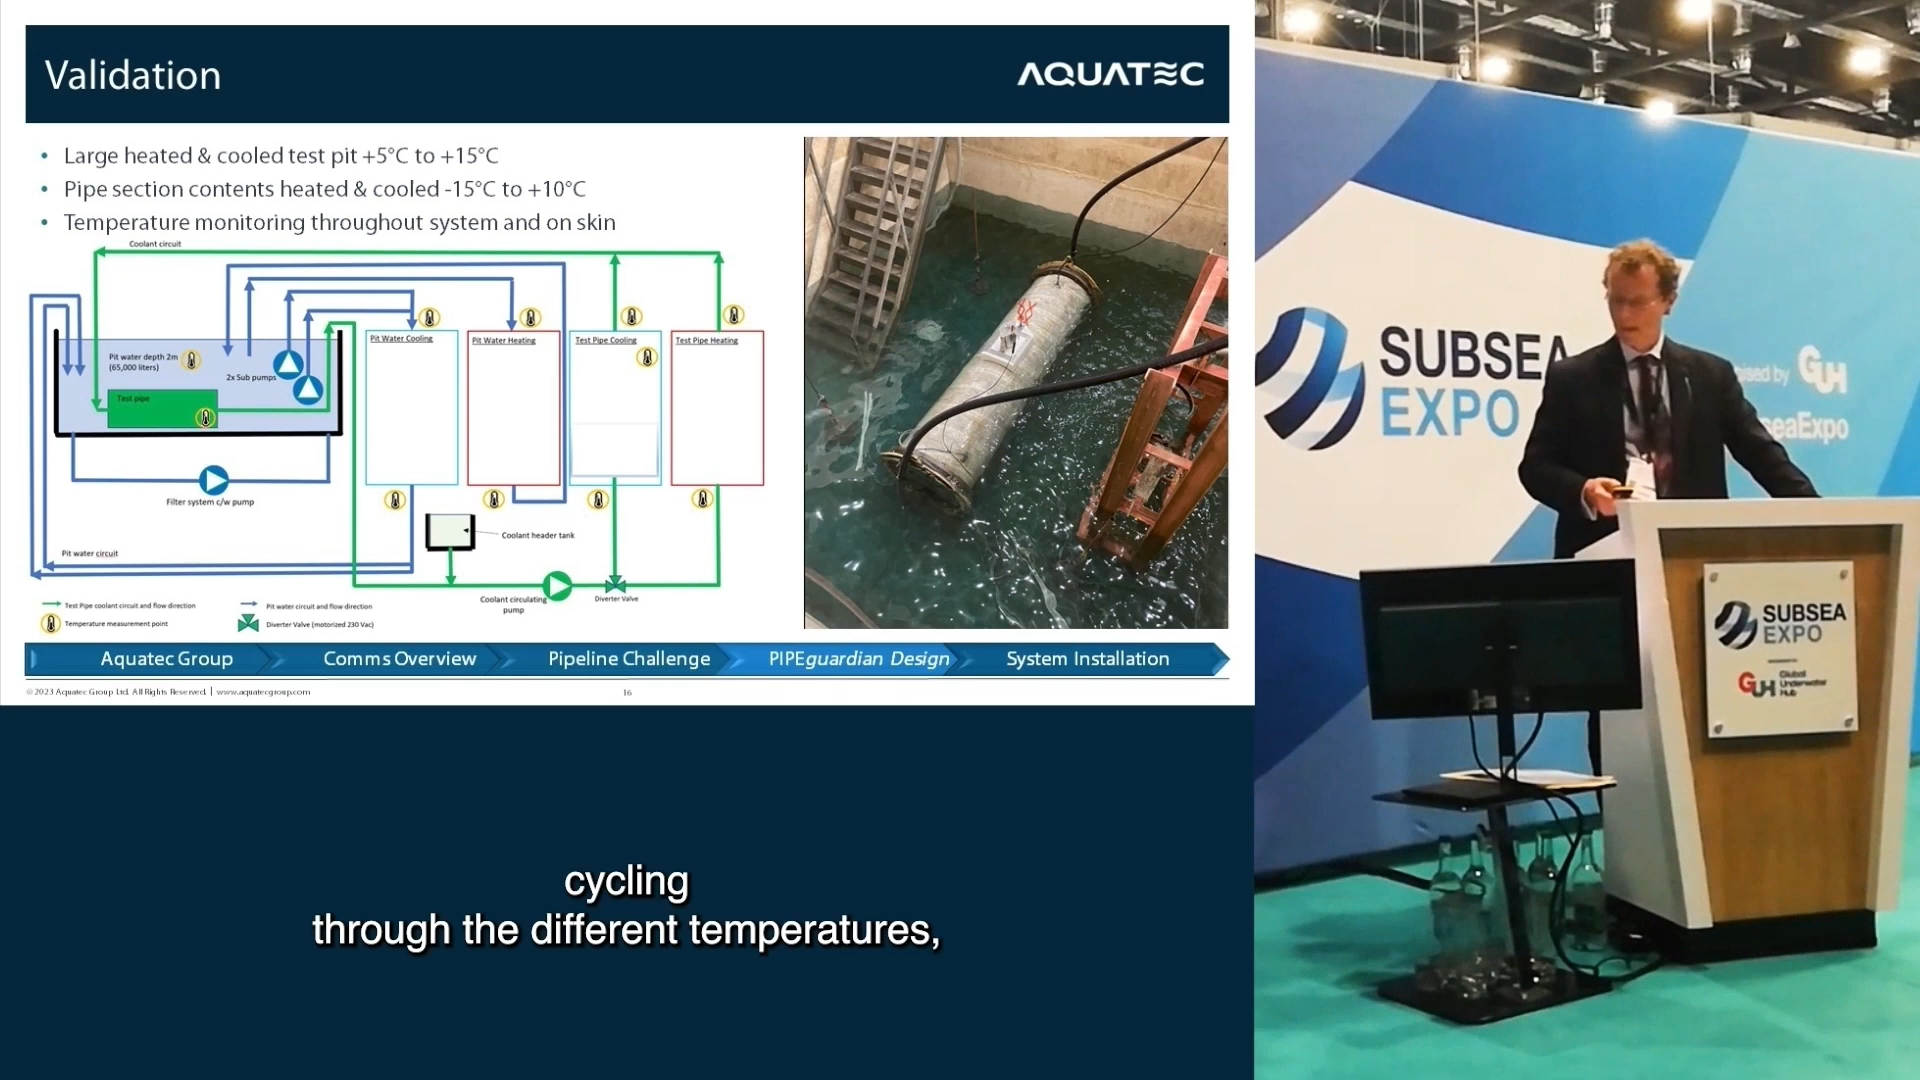 Validation
AQUATEC
• Large heated & cooled test pit +5°C to +15°C
• Pipe section contents heated & cooled -15°C to +10°C
• Temperature monitoring throughout system and on skin
Coolant circuit
Pit water depth 2m
(65,000 liters)
2x Sub pumps
Test pipe
Pit Water Cooling
Pit Water Heating
Test Pipe Cooling
Test Pipe Heating
Filter system c/w pump
Coolant header tank
Pit water circuit
Coolant circulating
pump
Diverter Valve
Test Pipe coolant circuit and flow direction
Pit water circuit and flow direction
Temperature measurement point
Diverter Valve (motorized 230 Vac)
Aquatec Group
Comms Overview
Pipeline Challenge
PIPEguardian Design
System Installation
©2023 Aquatec Group Ltd. All Rights Reserved. | www.aquatecgroup.com
16
cycling
through the different temperatures,
SUBSEA
EXPO
by GUH
seaExpo
SUBSEA
EXPO
GUH Global
Underwater
Hub